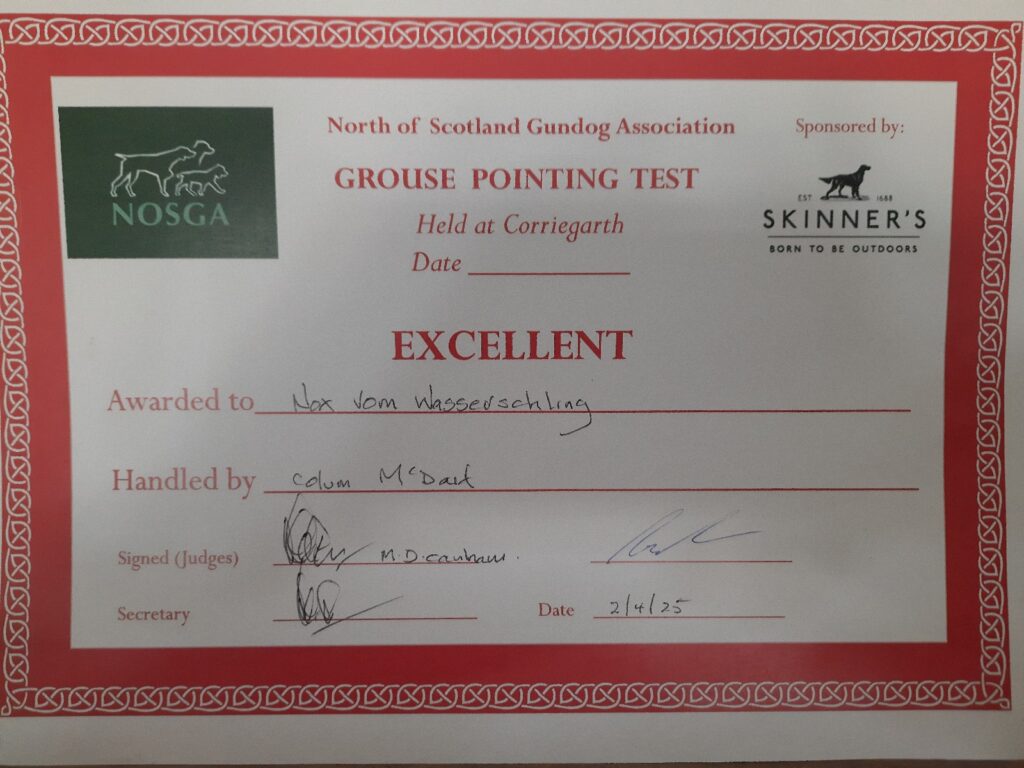 North of Scotland Gundog Association
Sponsored by:
GROUSE POINTING TEST
NOSGA
Held at Corriegarth
EST 1688
SKINNER'S
BORN TO BE OUTDOORS
Date
EXCELLENT
Awarded to Nox vom Wasserschling
Handled by Colum McDaid
Signed (Judges) M.D.Canham.
Secretary
Date 2/4/25